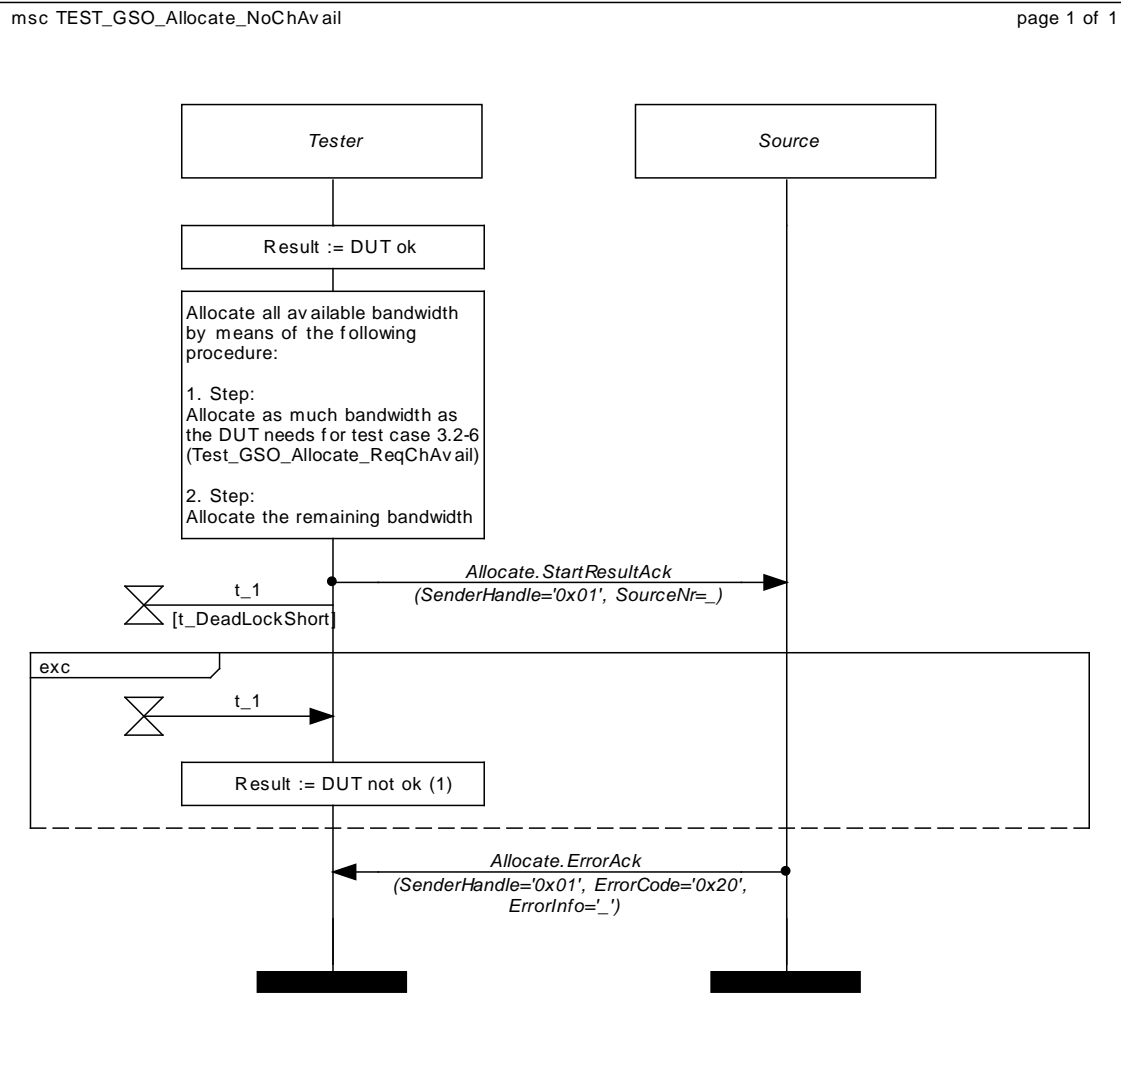 msc TEST_GSO_Allocate_NoChAvail
page 1 of 1
Tester
Source
Result := DUT ok
Allocate all available bandwidth
by means of the following
procedure:
1. Step:
Allocate as much bandwidth as
the DUT needs for test case 3.2-6
(Test_GSO_Allocate_ReqChAvail)
2. Step:
Allocate the remaining bandwidth
Allocate.StartResultAck
(SenderHandle='0x01', SourceNr=_)
t_1
[t_DeadLockShort]
exc
t_1
Result := DUT not ok (1)
Allocate.ErrorAck
(SenderHandle='0x01', ErrorCode='0x20',
ErrorInfo='_')